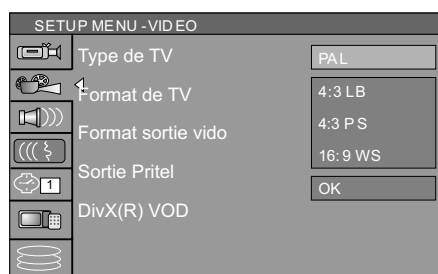 SETUP MENU - VIDEO
Type de TV
PAL
Format de TV
4:3 LB
4:3 PS
16:9 WS
Format sortie vido
Sortie Pritel
OK
DivX(R) VOD
1